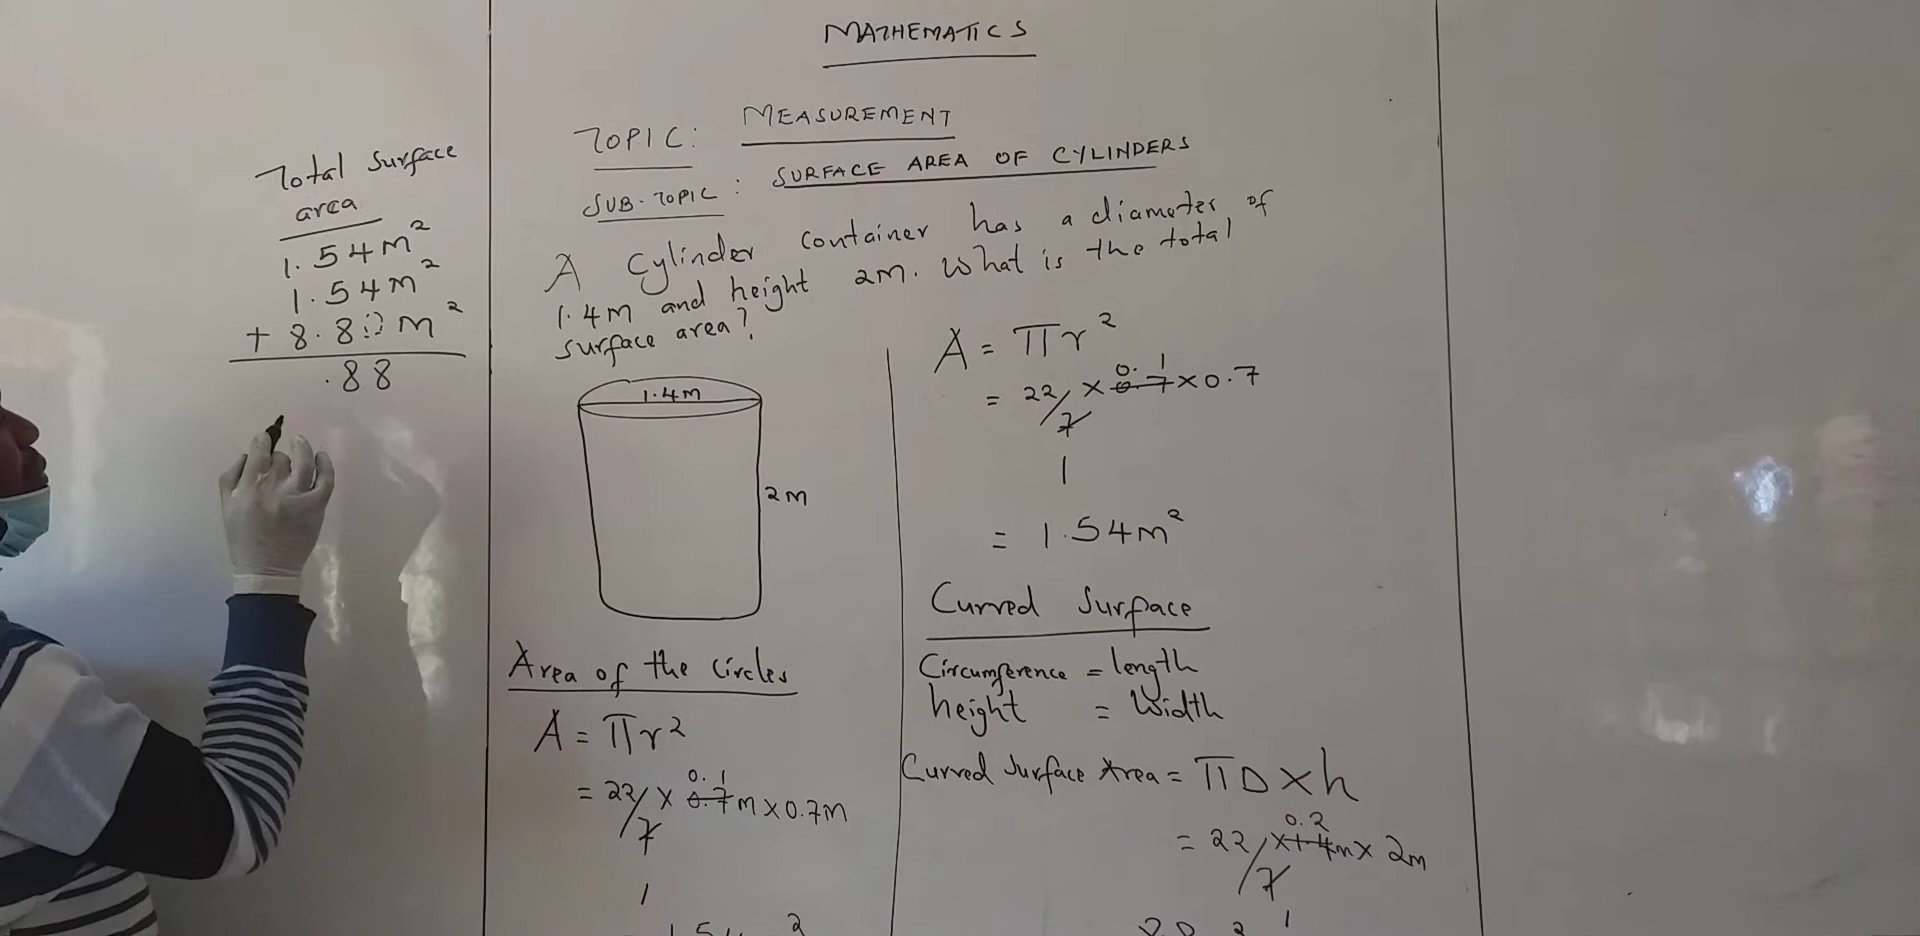 MATHEMATICS
TOPIC: MEASUREMENT
SUB-TOPIC: SURFACE AREA OF CYLINDERS
A Cylinder container has a diameter of
1.4m and height 2m. What is the total
surface area?
1.4m
2m
Area of the circles
A = πr²
= 22/7 × 0.7m × 0.7m
0.1
1
A = πr²
0.1
= 22/7 × 0.7 × 0.7
1
= 1.54m²
Curved Surface
Circumference = length
height = Width
Curved Surface Area = πD × h
0.2
= 22/7 × 1.4m × 2m
1
Total Surface
area
1.54m²
1.54m²
+ 8.80m²
.88